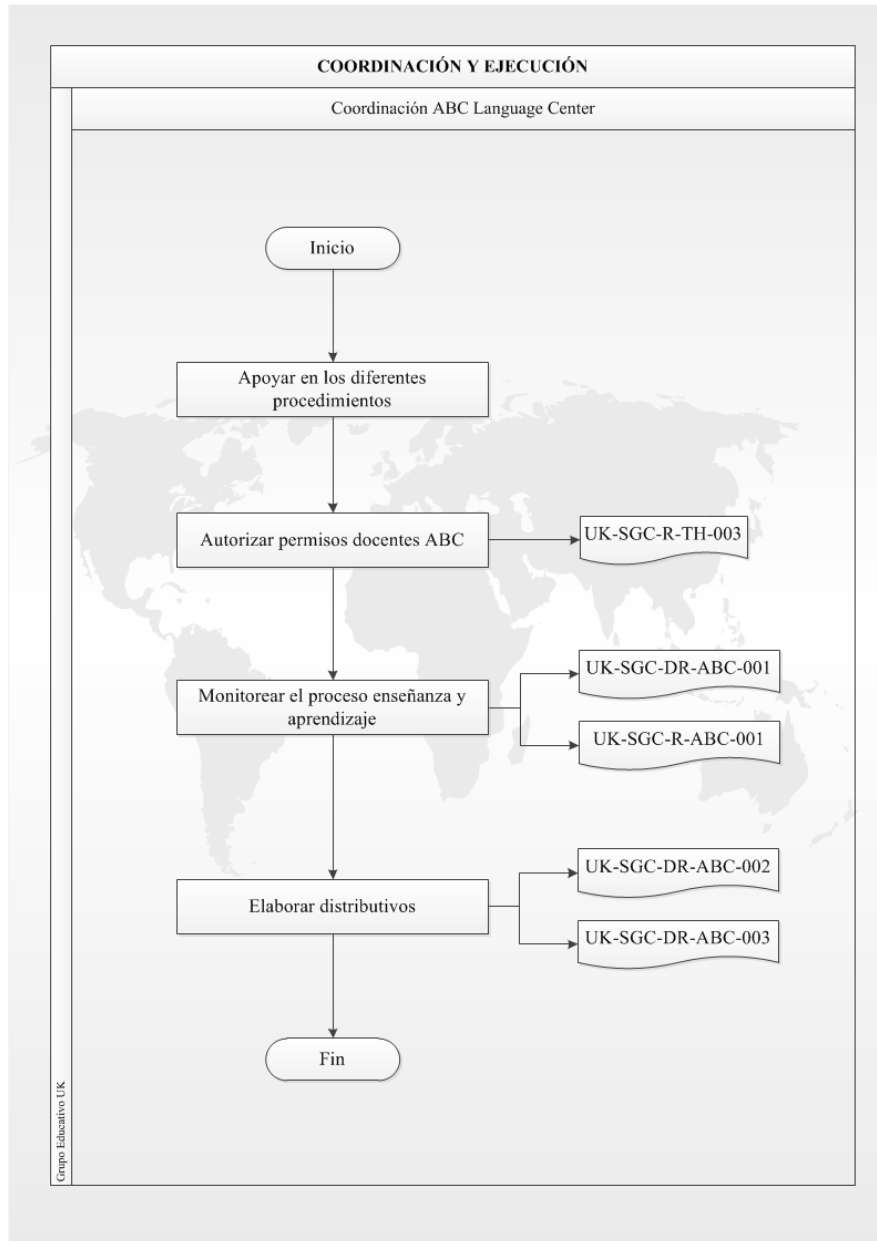 COORDINACIÓN Y EJECUCIÓN
Coordinación ABC Language Center
Inicio
Apoyar en los diferentes
procedimientos
Autorizar permisos docentes ABC
UK-SGC-R-TH-003
Monitorear el proceso enseñanza y
aprendizaje
UK-SGC-DR-ABC-001
UK-SGC-R-ABC-001
Elaborar distributivos
UK-SGC-DR-ABC-002
UK-SGC-DR-ABC-003
Fin
Grupo Educativo UK